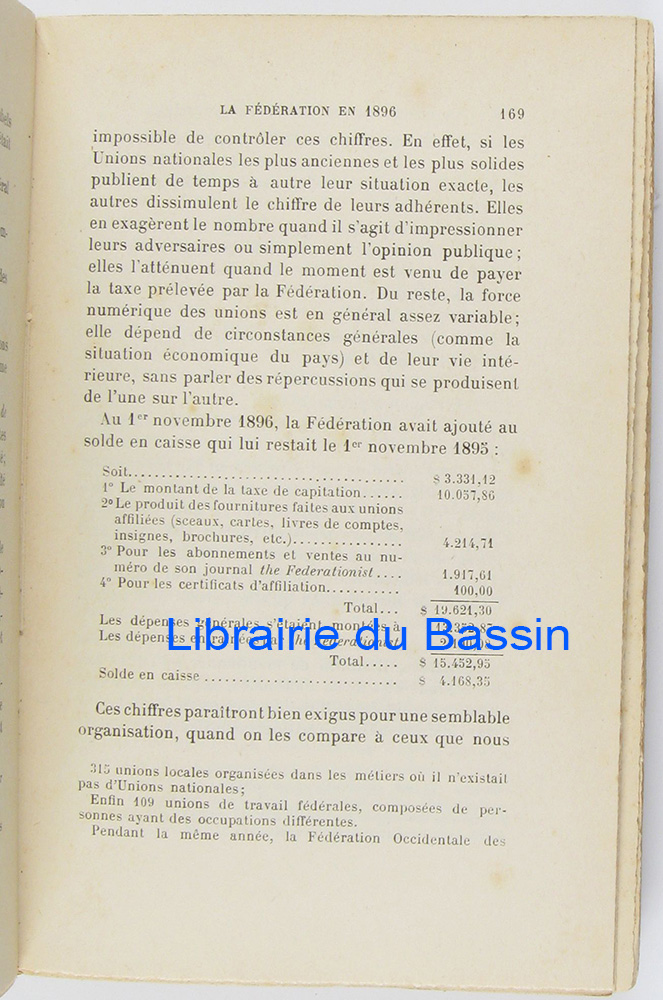 LA FÉDÉRATION EN 1896 169
impossible de contrôler ces chiffres. En effet, si les
Unions nationales les plus anciennes et les plus solides
publient de temps à autre leur situation exacte, les
autres dissimulent le chiffre de leurs adhérents. Elles
en exagèrent le nombre quand il s'agit d'impressionner
leurs adversaires ou simplement l'opinion publique;
elles l'atténuent quand le moment est venu de payer
la taxe prélevée par la Fédération. Du reste, la force
numérique des unions est en général assez variable;
elle dépend de circonstances générales (comme la
situation économique du pays) et de leur vie inté-
rieure, sans parler des répercussions qui se produisent
de l'une sur l'autre.
Au 1er novembre 1896, la Fédération avait ajouté au
solde en caisse qui lui restait le 1er novembre 1895 :
Soit........................................ $ 3.331,12
1° Le montant de la taxe de capitation...... 10.057,86
2° Le produit des fournitures faites aux unions
affiliées (sceaux, cartes, livres de comptes,
insignes, brochures, etc.)................ 4.214,71
3° Pour les abonnements et ventes au nu-
méro de son journal the Federationist.... 1.917,61
4° Pour les certificats d'affiliation........... 100,00
Total... $ 19.621,30
Les dépenses générales s'étaient montées à
Les dépenses the Federationist
Librairie du Bassin
Total..... $ 15.452,95
Solde en caisse ............................ $ 4.168,35
Ces chiffres paraîtront bien exigus pour une semblable
organisation, quand on les compare à ceux que nous
315 unions locales organisées dans les métiers où il n'existait
pas d'Unions nationales;
Enfin 109 unions de travail fédérales, composées de per-
sonnes ayant des occupations différentes.
Pendant la même année, la Fédération Occidentale des